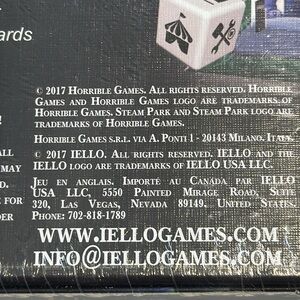 ards
© 2017 Horrible Games. All rights reserved. Horrible
Games and Horrible Games logo are trademarks of
Horrible Games. Steam Park and Steam Park logo are
trademarks of Horrible Games.
Horrible Games s.r.l. via A. Ponti 1 - 20143 Milano. Italy.
© 2017 IELLO. All rights reserved. IELLO and the
IELLO logo are trademarks of IELLO USA LLC.
Jeu en anglais. Importé au Canada par IELLO
USA LLC, 5550 Painted Mirage Road, Suite
320, Las Vegas, Nevada 89149, United States.
Phone: 702-818-1789
WWW.IELLOGAMES.COM
INFO@IELLOGAMES.COM
!
ALL
MAY
D.
E FOR
DER